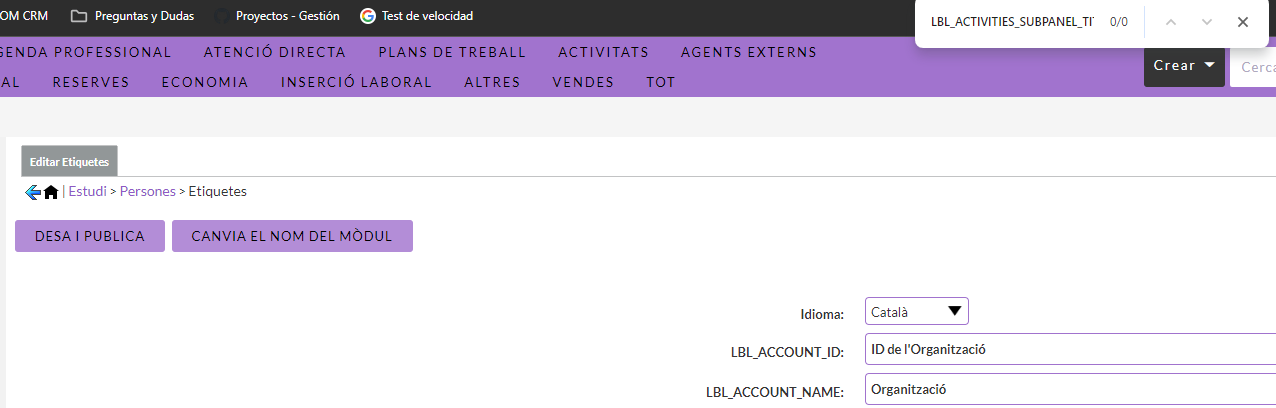 OM CRM Preguntas y Dudas Proyectos - Gestión Test de velocidad
LBL_ACTIVITIES_SUBPANEL_TI 0/0
GENDA PROFESSIONAL ATENCIÓ DIRECTA PLANS DE TREBALL ACTIVITATS AGENTS EXTERNS
AL RESERVES ECONOMIA INSERCIÓ LABORAL ALTRES VENDES TOT
Crear Cerca
Editar Etiquetes
| Estudi > Persones > Etiquetes
DESA I PUBLICA CANVIA EL NOM DEL MÒDUL
Idioma: Català
LBL_ACCOUNT_ID: ID de l'Organització
LBL_ACCOUNT_NAME: Organització